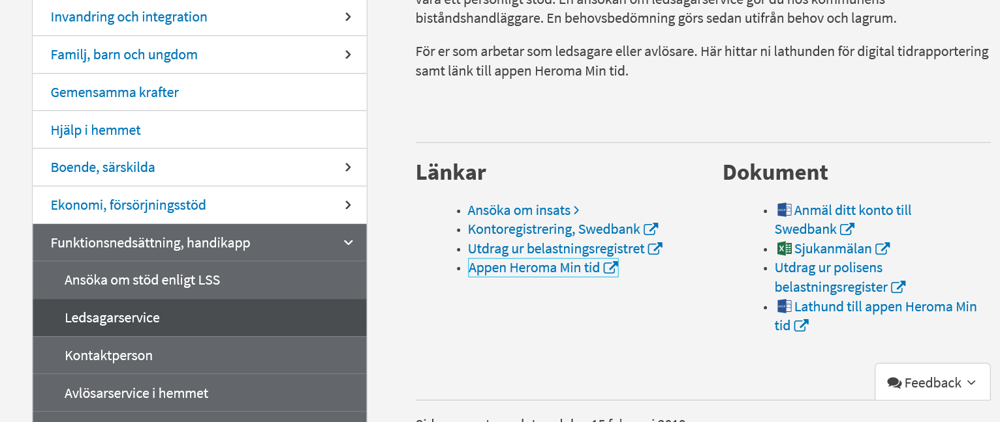 Invandring och integration
Familj, barn och ungdom
Gemensamma krafter
Hjälp i hemmet
Boende, särskilda
Ekonomi, försörjningsstöd
Funktionsnedsättning, handikapp
Ansöka om stöd enligt LSS
Ledsagarservice
Kontaktperson
Avlösarservice i hemmet
vara ett personligt stöd. En ansökan om ledsagarservice gör du hos kommunens
biståndshandläggare. En behovsbedömning görs sedan utifrån behov och lagrum.
För er som arbetar som ledsagare eller avlösare. Här hittar ni lathunden för digital tidrapportering
samt länk till appen Heroma Min tid.
Länkar
Ansöka om insats
Kontoregistrering, Swedbank
Utdrag ur belastningsregistret
Appen Heroma Min tid
Dokument
Anmäl ditt konto till
Swedbank
Sjukanmälan
Utdrag ur polisens
belastningsregister
Lathund till appen Heroma Min
tid
Feedback